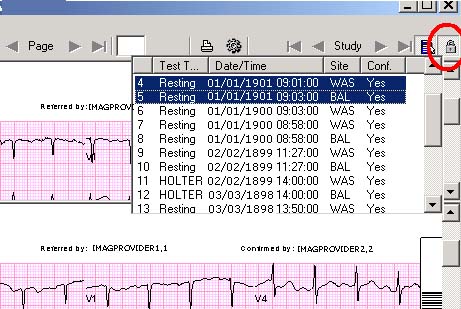 Page Study
Test T... Date/Time Site Conf.
4 Resting 01/01/1901 09:01:00 WAS Yes
5 Resting 01/01/1901 09:03:00 BAL Yes
6 Resting 01/01/1900 09:03:00 WAS Yes
7 Resting 01/01/1900 08:58:00 WAS Yes
8 Resting 01/01/1900 08:58:00 BAL Yes
9 Resting 02/02/1899 11:27:00 WAS Yes
10 Resting 02/02/1899 11:27:00 BAL Yes
11 HOLTER 02/02/1899 14:00:00 WAS Yes
12 HOLTER 03/03/1898 14:00:00 BAL Yes
13 Resting 03/03/1898 13:50:00 WAS Yes
Referred by: IMAGPROVIDER
V1
Referred by: IMAGPROVIDER1,1 Confirmed by: IMAGPROVIDER2,2
V1 V4